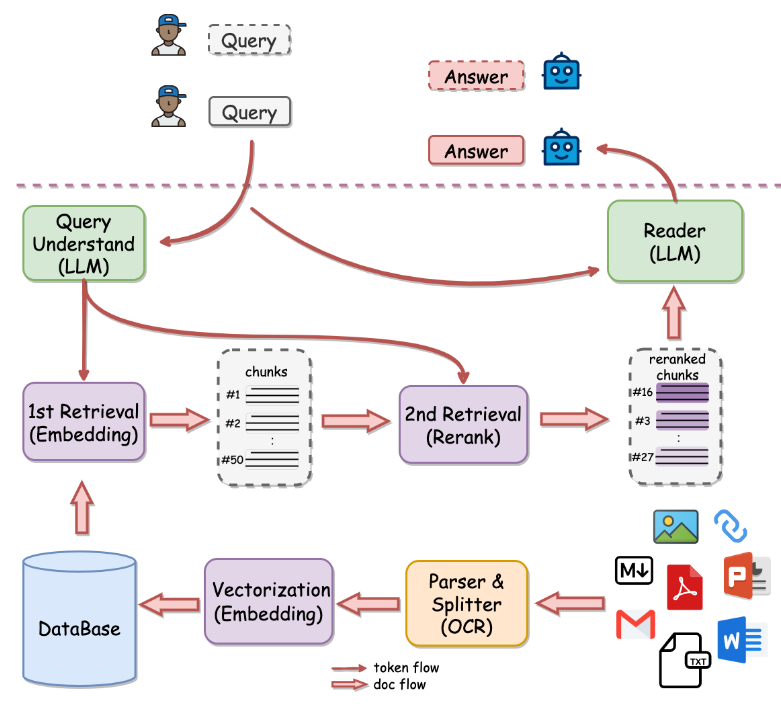 Query
Query
Answer
Answer
Query
Understand
(LLM)
Reader
(LLM)
chunks
#1
#2
:
#50
reranked
chunks
#16
#3
:
#27
1st Retrieval
(Embedding)
2nd Retrieval
(Rerank)
DataBase
Vectorization
(Embedding)
Parser &
Splitter
(OCR)
M↓
P
W
TXT
token flow
doc flow